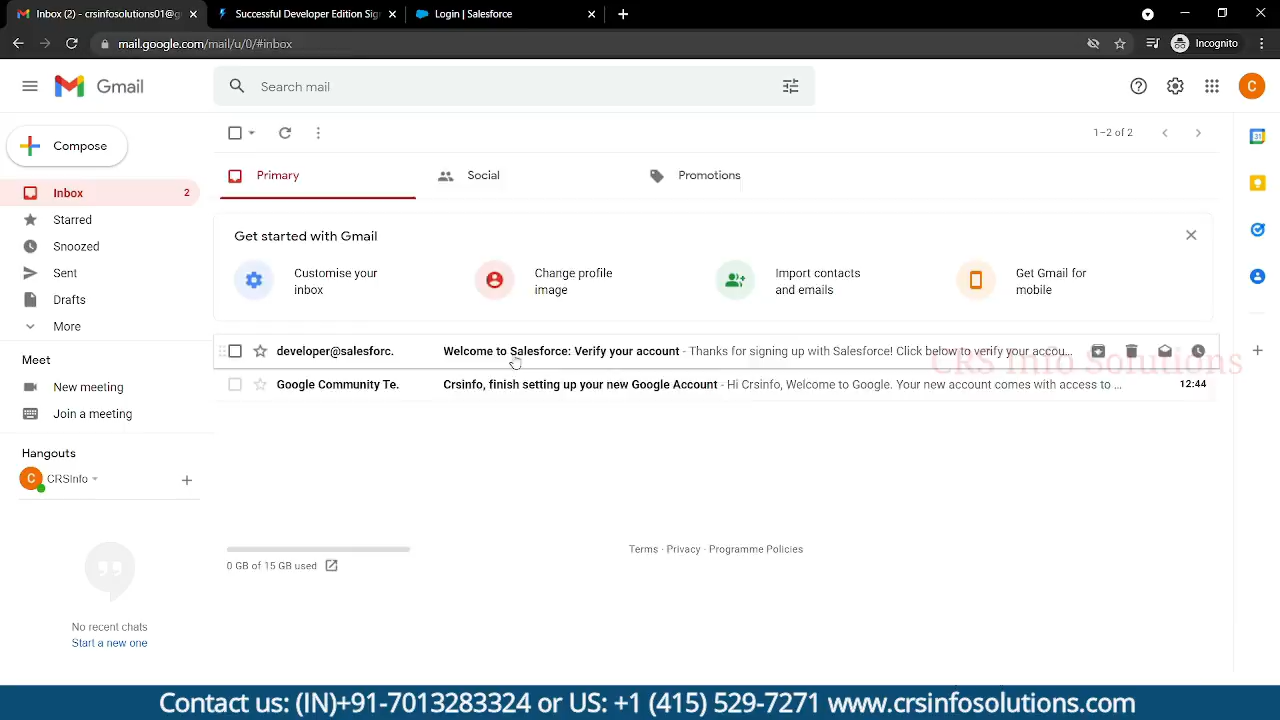 Inbox (2) - crsinfosolutions01@g
Successful Developer Edition Sig
Login | Salesforce
mail.google.com/mail/u/0/#inbox
Incognito
Gmail
Search mail
C
Compose
1–2 of 2
31
Primary
Social
Promotions
Inbox 2
Starred
Snoozed
Sent
Drafts
More
Get started with Gmail
Customise your
inbox
Change profile
image
Import contacts
and emails
Get Gmail for
mobile
developer@salesforc. Welcome to Salesforce: Verify your account - Thanks for signing up with Salesforce! Click below to verify your accou...
CRS Info Solutions
Google Community Te. Crsinfo, finish setting up your new Google Account - Hi Crsinfo, Welcome to Google. Your new account comes with access to ... 12:44
Meet
New meeting
Join a meeting
Hangouts
C CRSInfo
No recent chats
Start a new one
0 GB of 15 GB used
Terms · Privacy · Programme Policies
Contact us: (IN)+91-7013283324 or US: +1 (415) 529-7271 www.crsinfosolutions.com